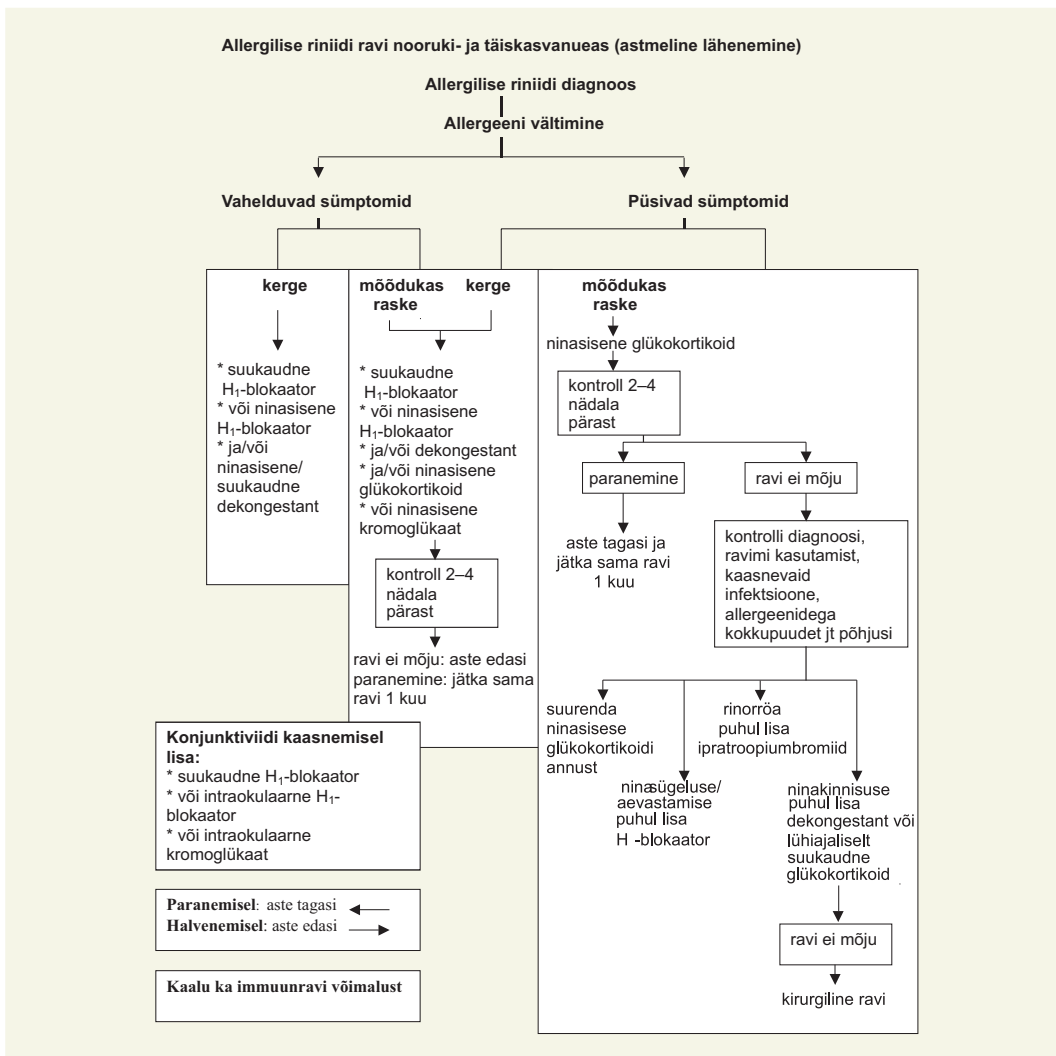 Allergilise riniidi ravi nooruki- ja täiskasvanueas (astmeline lähenemine)
Allergilise riniidi diagnoos
Allergeeni vältimine
Vahelduvad sümptomid
Püsivad sümptomid
kerge
* suukaudne
H₁-blokaator
* või ninasisene
H₁-blokaator
* ja/või
ninasisene/
suukaudne
dekongestant
mõõdukas
raske
kerge
* suukaudne
H₁-blokaator
* või ninasisene
H₁-blokaator
* ja/või dekongestant
* ja/või ninasisene
glükokortikoid
* või ninasisene
kromoglükaat
kontroll 2–4
nädala
pärast
ravi ei mõju: aste edasi
paranemine: jätka sama
ravi 1 kuu
mõõdukas
raske
ninasisene glükokortikoid
kontroll 2–4
nädala
pärast
paranemine
aste tagasi ja
jätka sama ravi
1 kuu
ravi ei mõju
kontrolli diagnoosi,
ravimi kasutamist,
kaasnevaid
infektsioone,
allergeenidega
kokkupuudet jt põhjusi
suurenda
ninasisese
glükokortikoidi
annust
ninasügeluse/
aevastamise
puhul lisa
H -blokaator
rinorröa
puhul lisa
ipratroopiumbromiid
ninakinnisuse
puhul lisa
dekongestant või
lühiajaliselt
suukaudne
glükokortikoid
ravi ei mõju
kirurgiline ravi
Konjunktiviidi kaasnemisel
lisa:
* suukaudne H₁-blokaator
* või intraokulaarne H₁-
blokaator
* või intraokulaarne
kromoglükaat
Paranemisel: aste tagasi
Halvenemisel: aste edasi
Kaalu ka immuunravi võimalust